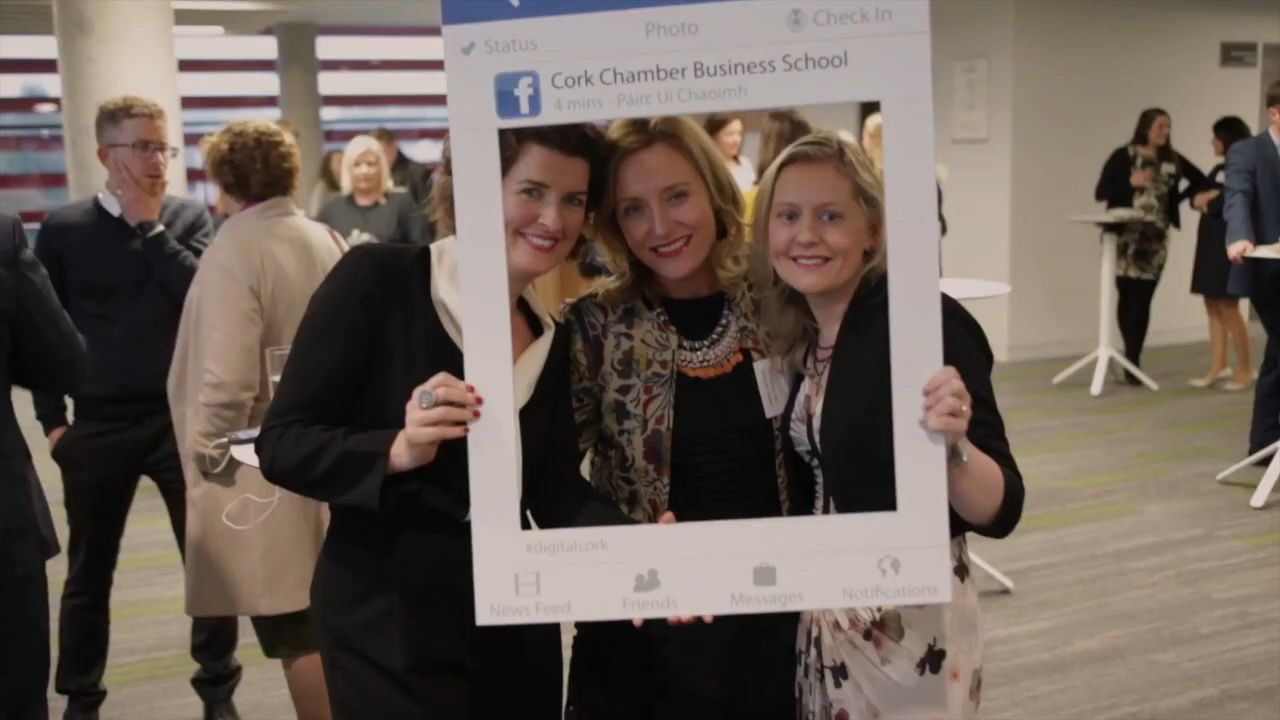 Status Photo Check In
f Cork Chamber Business School
4 mins · Páirc Uí Chaoimh
#digitalcork
News Feed Friends Messages Notifications